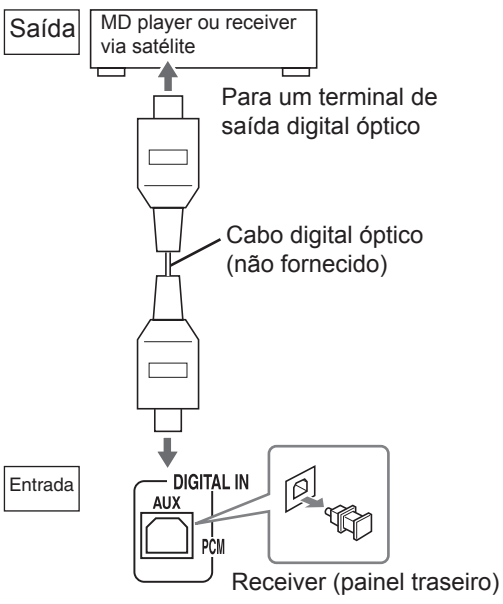 Saída
MD player ou receiver
via satélite
Para um terminal de
saída digital óptico
Cabo digital óptico
(não fornecido)
Entrada
DIGITAL IN
AUX
PCM
Receiver (painel traseiro)